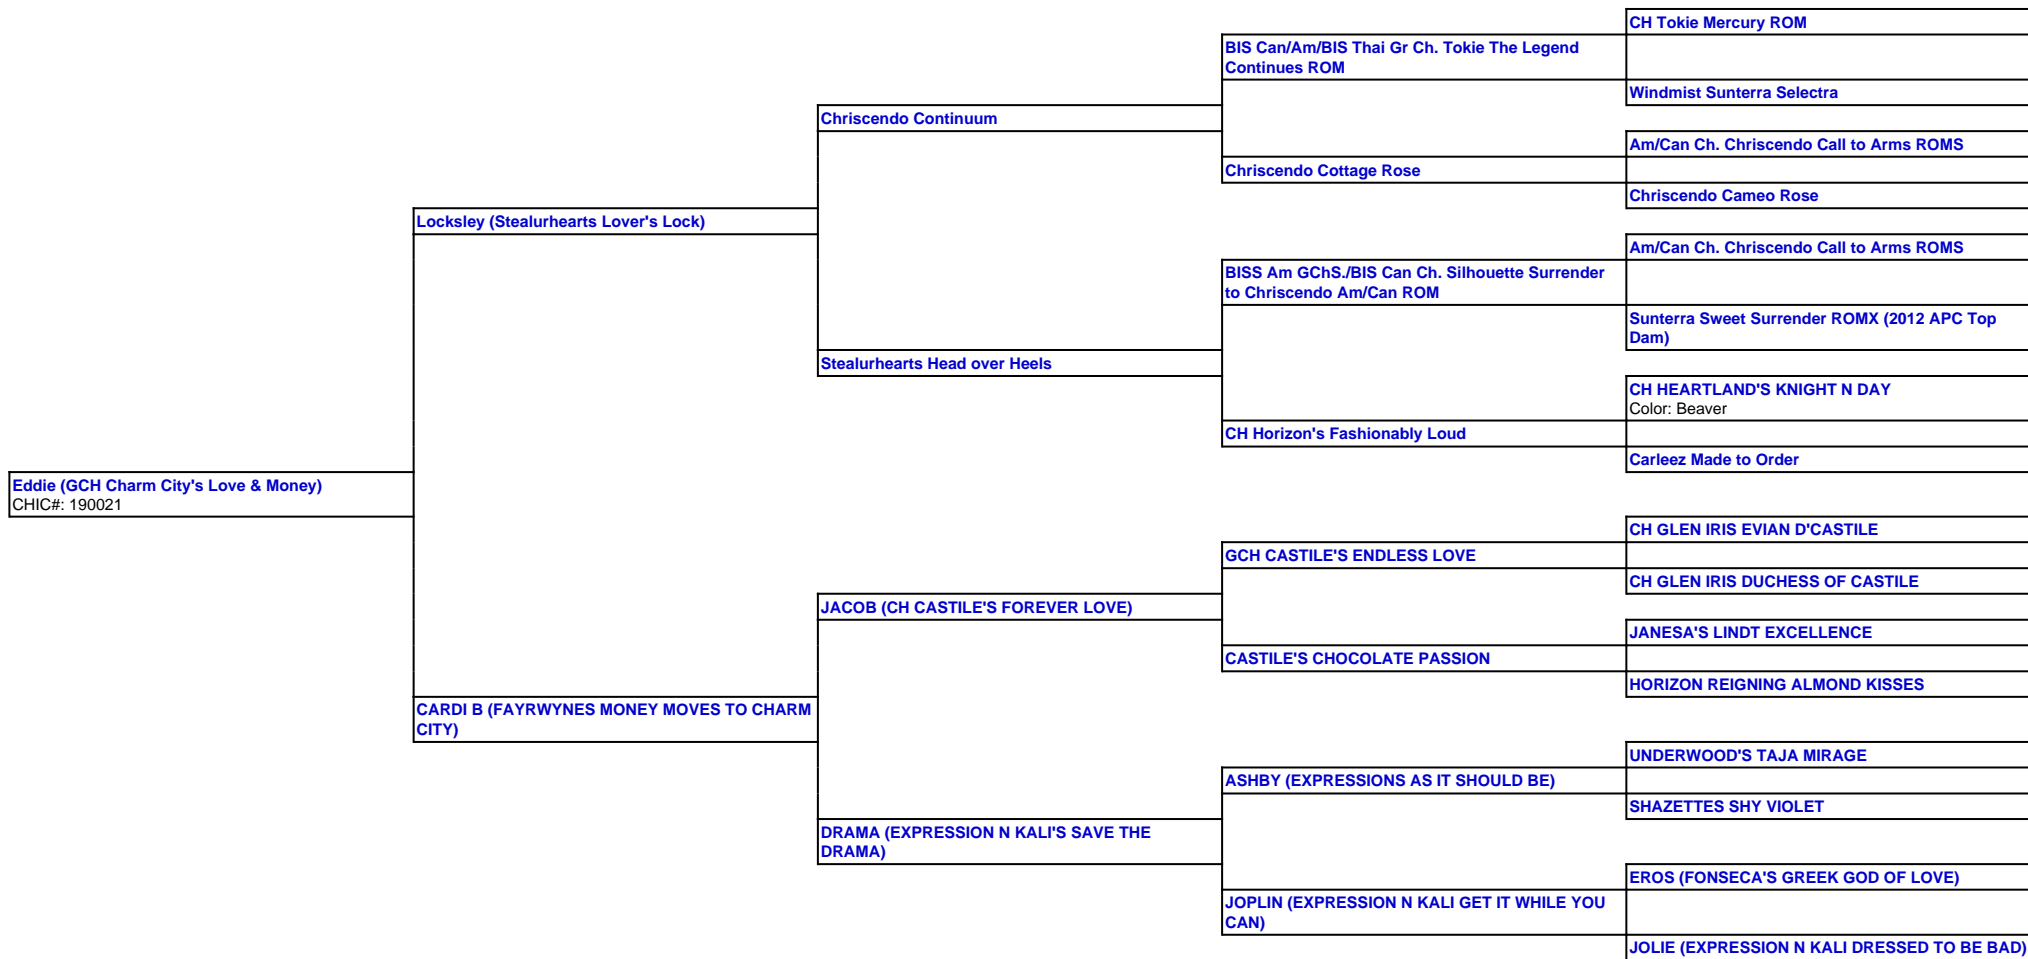 CH Tokie Mercury ROM
BIS Can/Am/BIS Thai Gr Ch. Tokie The Legend
Continues ROM
Windmist Sunterra Selectra
Chriscendo Continuum
Am/Can Ch. Chriscendo Call to Arms ROMS
Chriscendo Cottage Rose
Chriscendo Cameo Rose
Locksley (Stealurhearts Lover's Lock)
Am/Can Ch. Chriscendo Call to Arms ROMS
BISS Am GChS./BIS Can Ch. Silhouette Surrender
to Chriscendo Am/Can ROM
Sunterra Sweet Surrender ROMX (2012 APC Top
Dam)
Stealurhearts Head over Heels
CH HEARTLAND'S KNIGHT N DAY
Color: Beaver
CH Horizon's Fashionably Loud
Carleez Made to Order
Eddie (GCH Charm City's Love & Money)
CHIC#: 190021
CH GLEN IRIS EVIAN D'CASTILE
GCH CASTILE'S ENDLESS LOVE
CH GLEN IRIS DUCHESS OF CASTILE
JACOB (CH CASTILE'S FOREVER LOVE)
JANESA'S LINDT EXCELLENCE
CASTILE'S CHOCOLATE PASSION
HORIZON REIGNING ALMOND KISSES
CARDI B (FAYRWYNES MONEY MOVES TO CHARM
CITY)
UNDERWOOD'S TAJA MIRAGE
ASHBY (EXPRESSIONS AS IT SHOULD BE)
SHAZETTES SHY VIOLET
DRAMA (EXPRESSION N KALI'S SAVE THE
DRAMA)
EROS (FONSECA'S GREEK GOD OF LOVE)
JOPLIN (EXPRESSION N KALI GET IT WHILE YOU
CAN)
JOLIE (EXPRESSION N KALI DRESSED TO BE BAD)